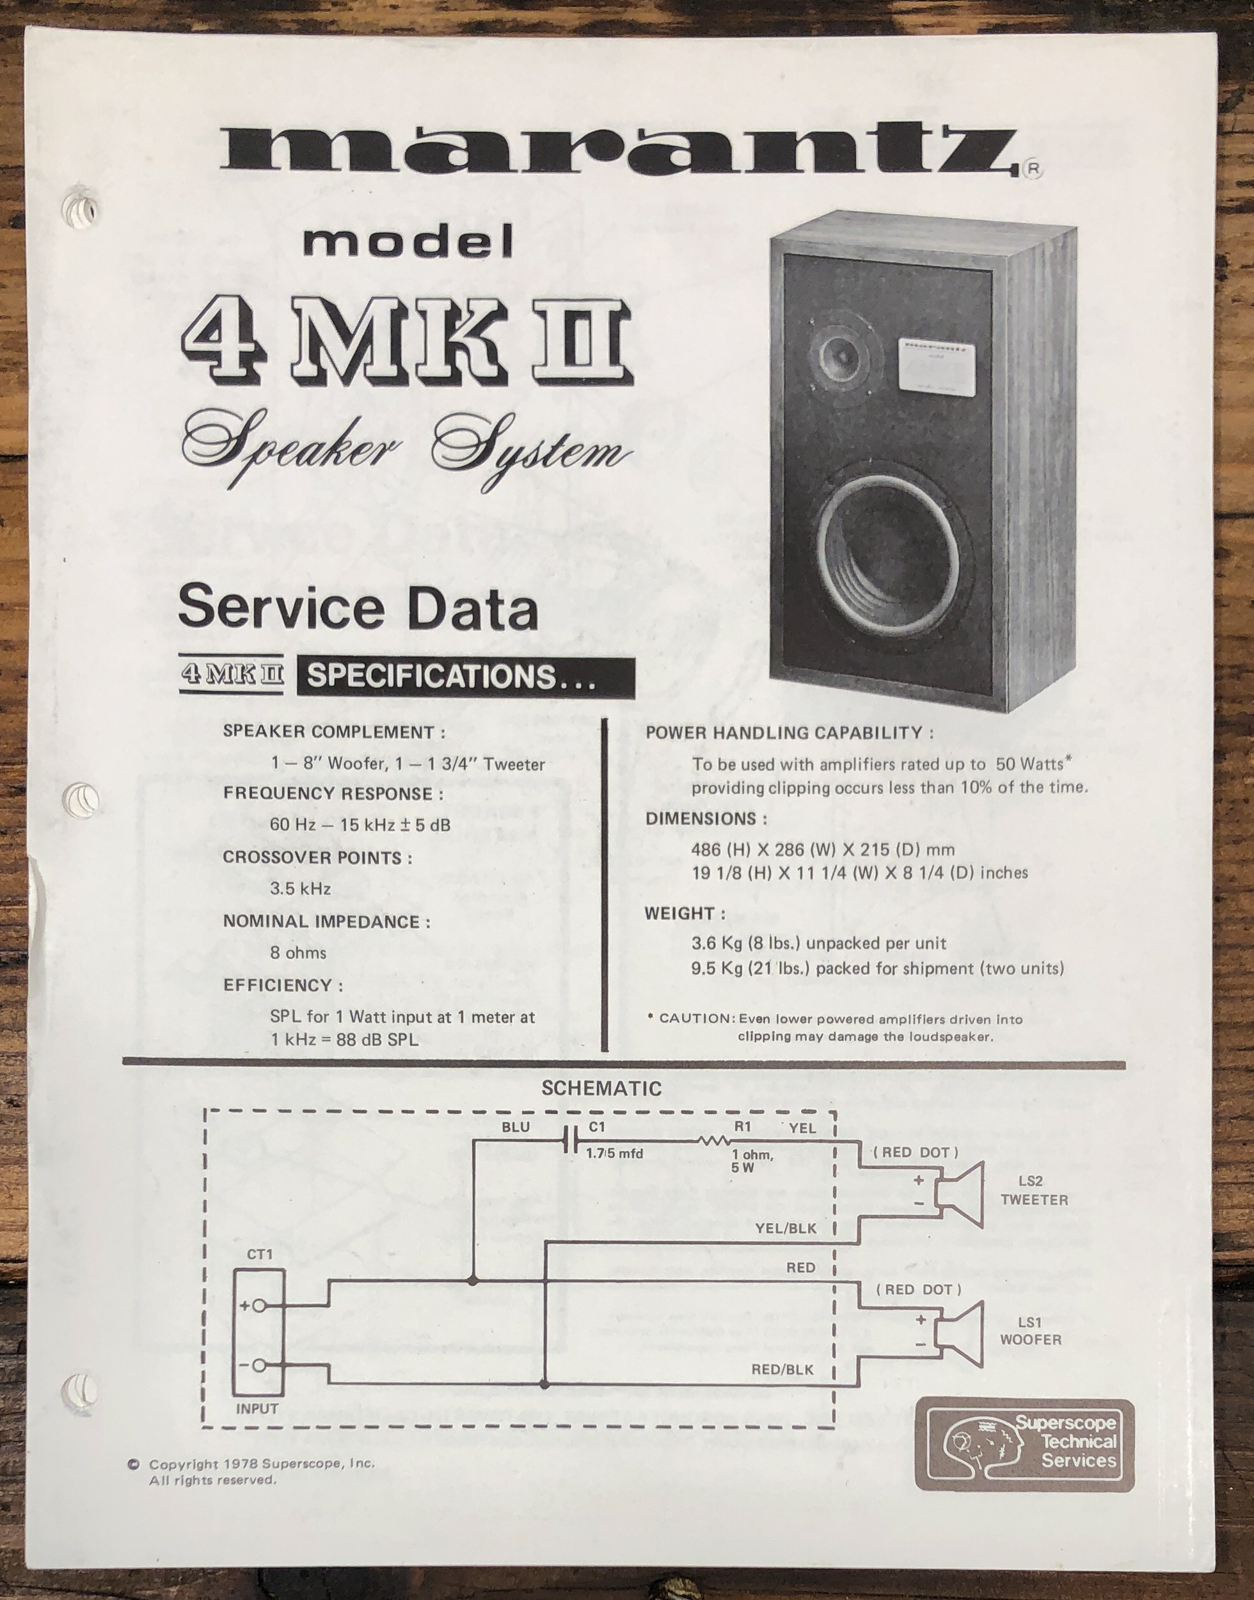 marantz®
model
4 MK II
Speaker System
marantz
Service Data
4 MK II SPECIFICATIONS...
SPEAKER COMPLEMENT :
1 – 8" Woofer, 1 – 1 3/4" Tweeter
FREQUENCY RESPONSE :
60 Hz – 15 kHz ± 5 dB
CROSSOVER POINTS :
3.5 kHz
NOMINAL IMPEDANCE :
8 ohms
EFFICIENCY :
SPL for 1 Watt input at 1 meter at
1 kHz = 88 dB SPL
POWER HANDLING CAPABILITY :
To be used with amplifiers rated up to 50 Watts*
providing clipping occurs less than 10% of the time.
DIMENSIONS :
486 (H) X 286 (W) X 215 (D) mm
19 1/8 (H) X 11 1/4 (W) X 8 1/4 (D) inches
WEIGHT :
3.6 Kg (8 lbs.) unpacked per unit
9.5 Kg (21 lbs.) packed for shipment (two units)
* CAUTION: Even lower powered amplifiers driven into
clipping may damage the loudspeaker.
SCHEMATIC
BLU C1 R1 YEL
1.75 mfd 1 ohm,
5 W
(RED DOT)
+
–
LS2
TWEETER
YEL/BLK
CT1
RED
(RED DOT)
+
+
–
LS1
WOOFER
–
RED/BLK
INPUT
© Copyright 1978 Superscope, Inc.
All rights reserved.
Superscope
Technical
Services